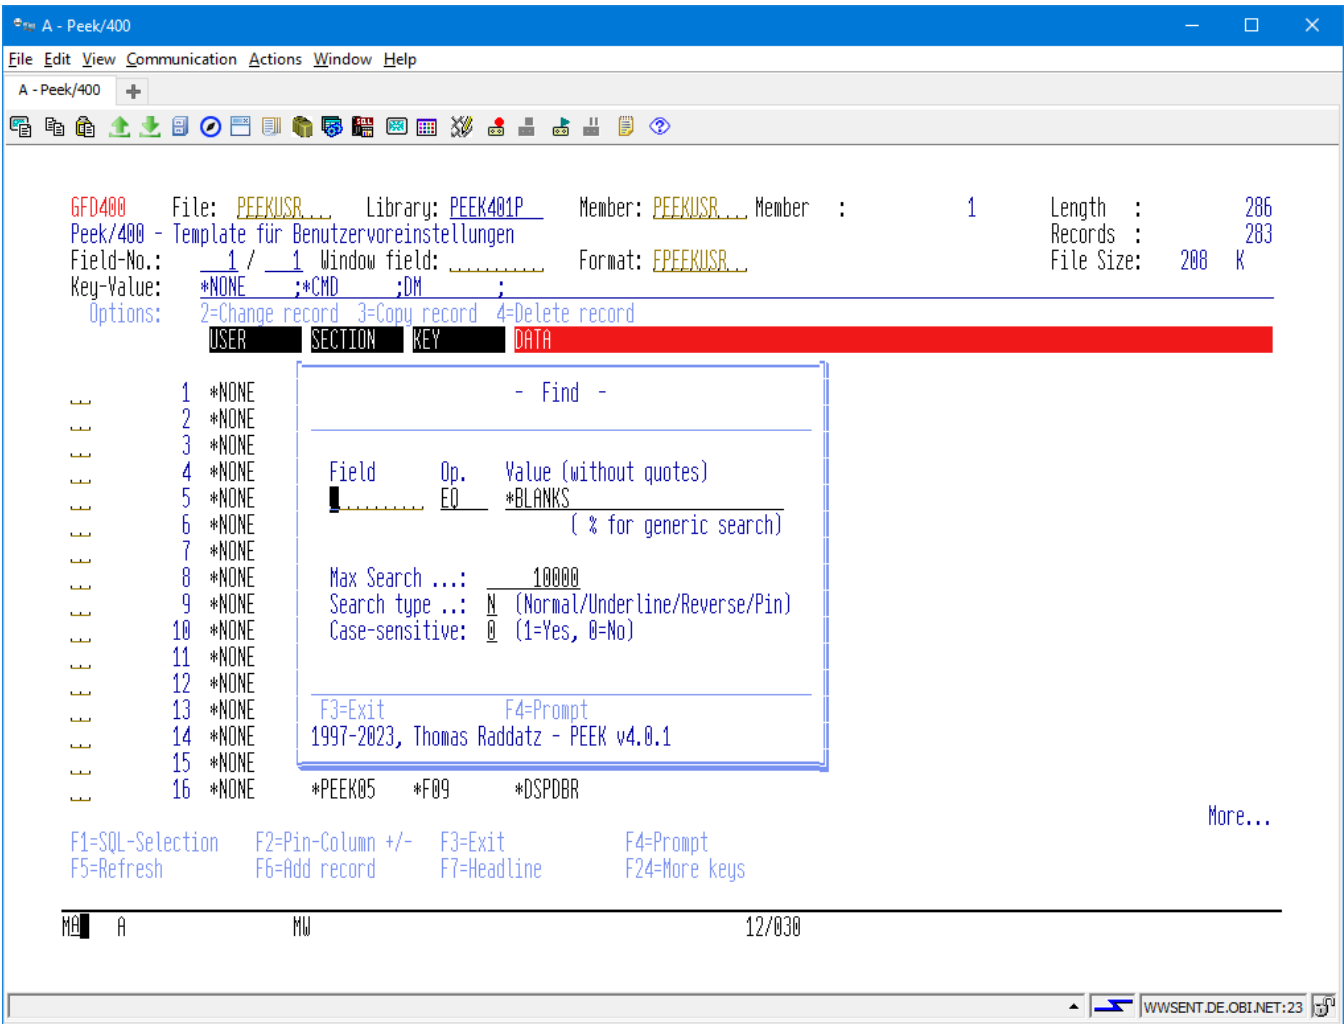 A - Peek/400
File Edit View Communication Actions Window Help
A - Peek/400
GFD400 File: PEEKUSR Library: PEEK401P Member: PEEKUSR Member : 1 Length : 286
Peek/400 - Template für Benutzervoreinstellungen Records : 283
Field-No.: 1 / 1 Window field: Format: FPEEKUSR File Size: 208 K
Key-Value: *NONE ;*CMD ;DM ;
Options: 2=Change record 3=Copy record 4=Delete record
USER SECTION KEY DATA
1 *NONE - Find -
2 *NONE
3 *NONE
4 *NONE Field Op. Value (without quotes)
5 *NONE EQ *BLANKS
6 *NONE ( % for generic search)
7 *NONE
8 *NONE Max Search ...: 10000
9 *NONE Search type ..: N (Normal/Underline/Reverse/Pin)
10 *NONE Case-sensitive: 0 (1=Yes, 0=No)
11 *NONE
12 *NONE
13 *NONE F3=Exit F4=Prompt
14 *NONE 1997-2023, Thomas Raddatz - PEEK v4.0.1
15 *NONE
16 *NONE *PEEK05 *F09 *DSPDBR
More...
F1=SQL-Selection F2=Pin-Column +/- F3=Exit F4=Prompt
F5=Refresh F6=Add record F7=Headline F24=More keys
MA A MW 12/030
WWSENT.DE.OBI.NET:23